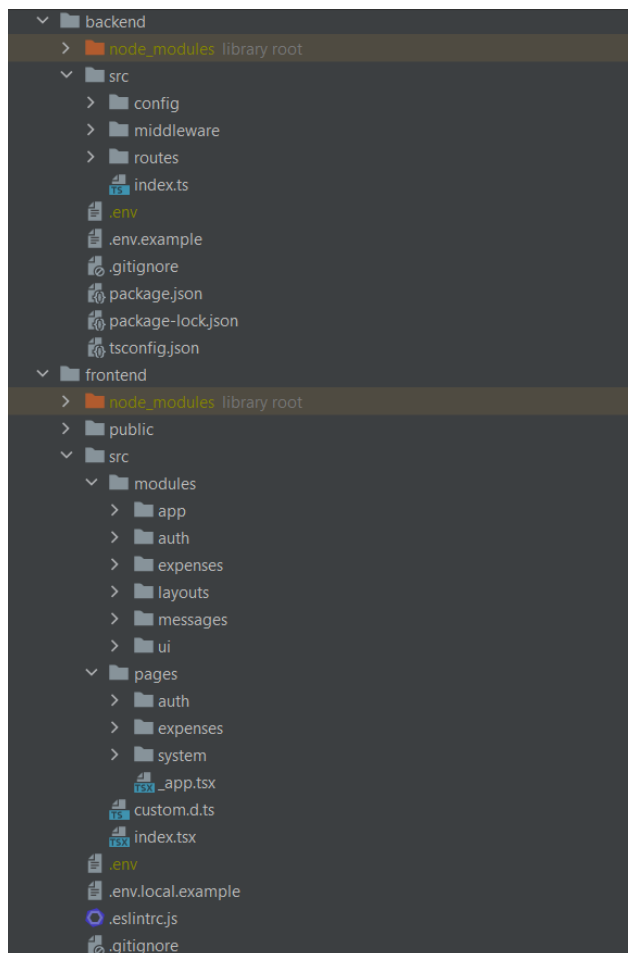 backend
node_modules library root
src
config
middleware
routes
index.ts
.env
.env.example
.gitignore
package.json
package-lock.json
tsconfig.json
frontend
node_modules library root
public
src
modules
app
auth
expenses
layouts
messages
ui
pages
auth
expenses
system
_app.tsx
custom.d.ts
index.tsx
.env
.env.local.example
.eslintrc.js
.gitignore